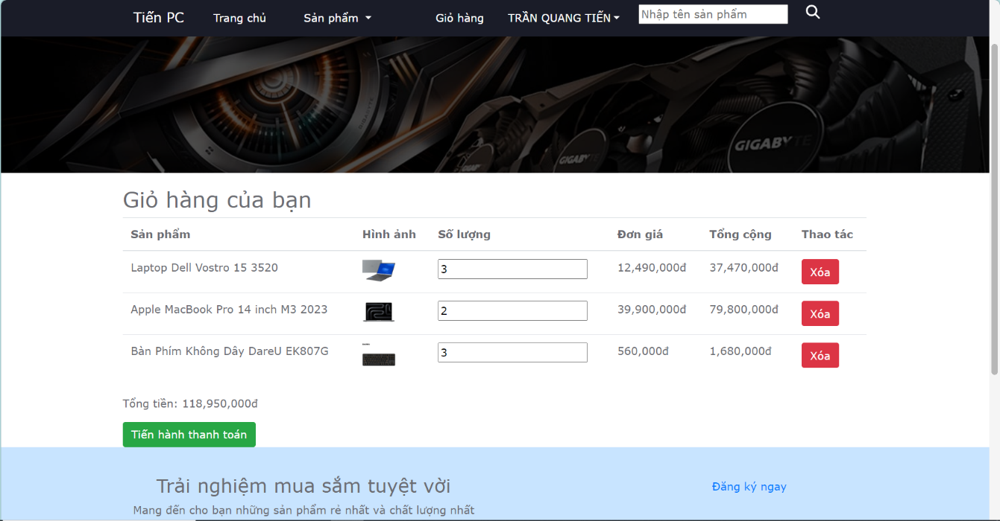 Tiến PC Trang chủ Sản phẩm Giỏ hàng TRẦN QUANG TIẾN Nhập tên sản phẩm
GIGABYTE
GIGABYTE
Giỏ hàng của bạn
Sản phẩm Hình ảnh Số lượng Đơn giá Tổng cộng Thao tác
Laptop Dell Vostro 15 3520 3 12,490,000đ 37,470,000đ Xóa
Apple MacBook Pro 14 inch M3 2023 2 39,900,000đ 79,800,000đ Xóa
Bàn Phím Không Dây DareU EK807G 3 560,000đ 1,680,000đ Xóa
Tổng tiền: 118,950,000đ
Tiến hành thanh toán
Trải nghiệm mua sắm tuyệt vời Đăng ký ngay
Mang đến cho bạn những sản phẩm rẻ nhất và chất lượng nhất